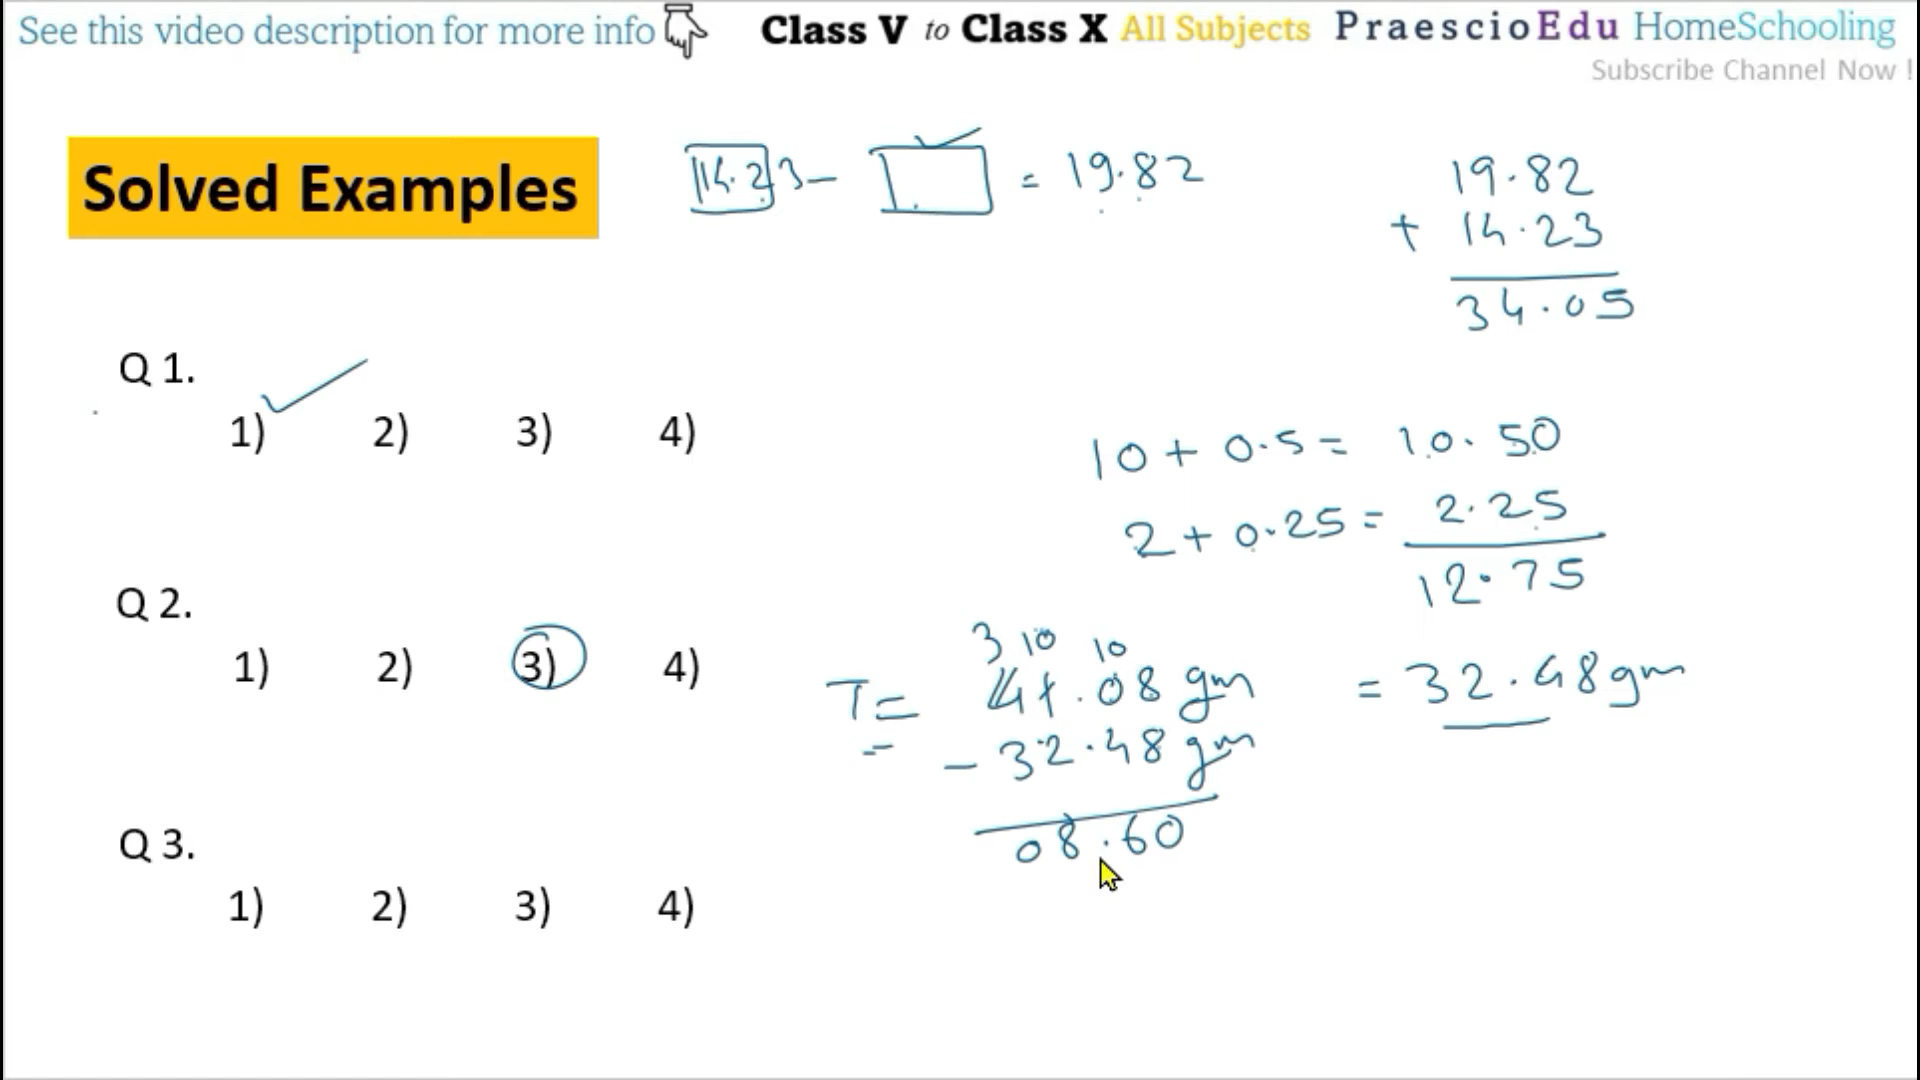 See this video description for more info Class V to Class X All Subjects PraescioEdu HomeSchooling
Subscribe Channel Now !
Solved Examples
14.23 - = 19.82
19.82
+ 14.23
34.05
Q 1.
1) 2) 3) 4)
10 + 0.5 = 10.50
2 + 0.25 = 2.25
12.75
Q 2.
1) 2) 3) 4)
3 10 10
T = 41.08 gm = 32.48 gm
- 32.48 gm
08.60
Q 3.
1) 2) 3) 4)